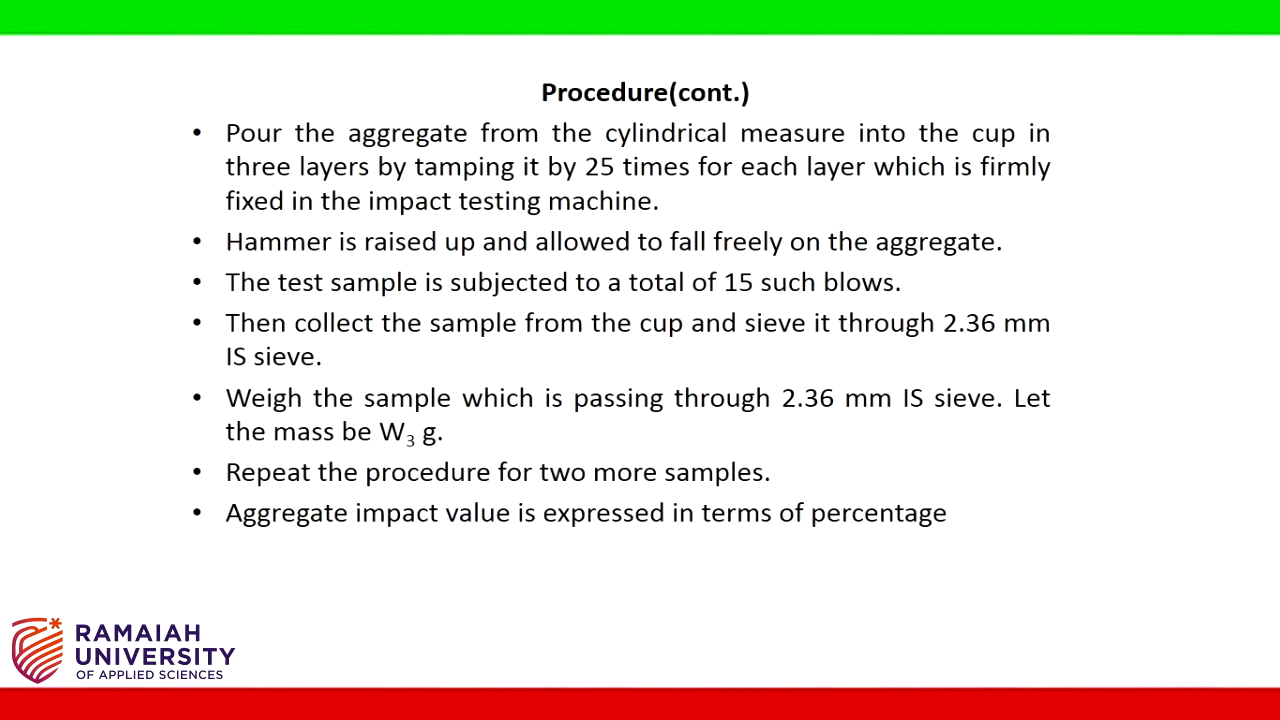 Procedure(cont.)
• Pour the aggregate from the cylindrical measure into the cup in
three layers by tamping it by 25 times for each layer which is firmly
fixed in the impact testing machine.
• Hammer is raised up and allowed to fall freely on the aggregate.
• The test sample is subjected to a total of 15 such blows.
• Then collect the sample from the cup and sieve it through 2.36 mm
IS sieve.
• Weigh the sample which is passing through 2.36 mm IS sieve. Let
the mass be W₃ g.
• Repeat the procedure for two more samples.
• Aggregate impact value is expressed in terms of percentage
RAMAIAH
UNIVERSITY
OF APPLIED SCIENCES